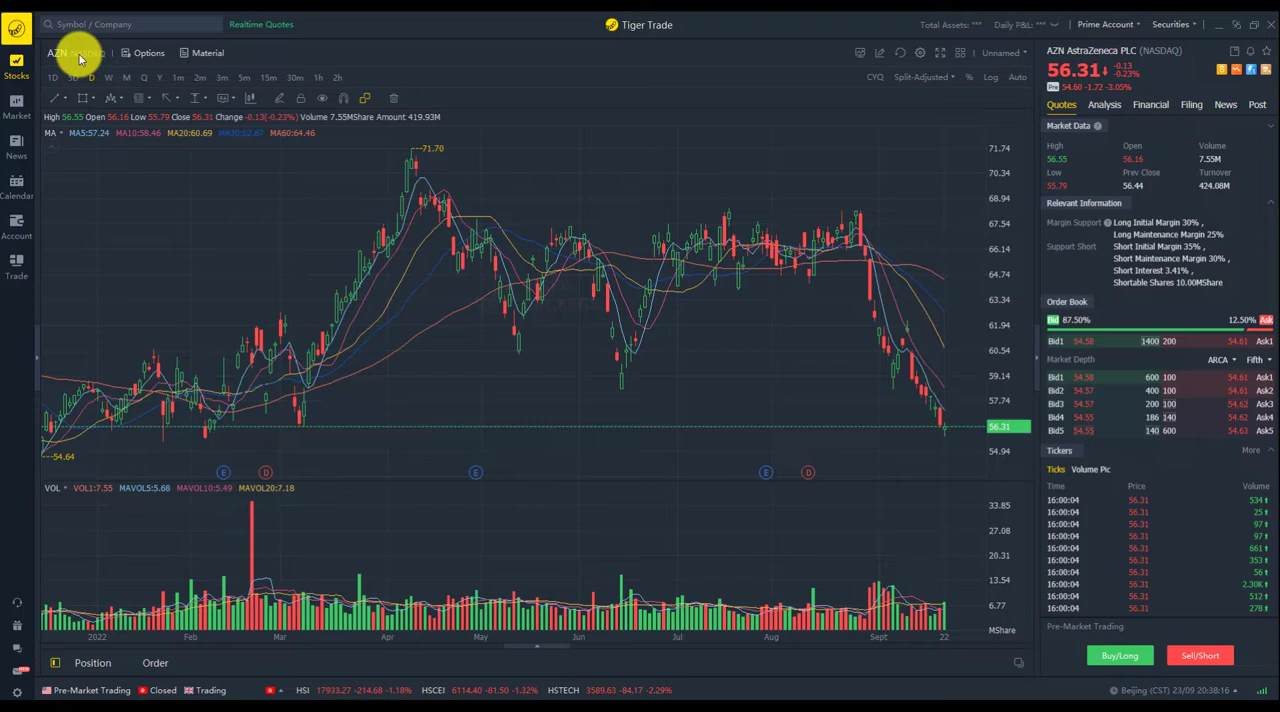 Symbol / Company
Realtime Quotes
Tiger Trade
Total Assets: ***
Daily P&L: ***
Prime Account
Securities
Stocks
Market
News
Calendar
Account
Trade
AZN
Options
Material
Unnamed
1D 5D D W M Q Y 1m 2m 3m 5m 15m 30m 1h 2h
CYQ Split-Adjusted % Log Auto
High 56.55 Open 56.16 Low 55.79 Close 56.31 Change -0.13(-0.23%) Volume 7.55MShare Amount 419.93M
MA MA5:57.24 MA10:58.46 MA20:60.69 MA30:62.67 MA60:64.46
71.70
54.64
71.74
70.34
68.94
67.54
66.14
64.74
63.34
61.94
60.54
59.14
57.74
56.31
54.94
E D E E D
VOL VOL1:7.55 MAVOL5:5.68 MAVOL10:5.49 MAVOL20:7.18
33.85
27.08
20.31
13.54
6.77
MShare
2022 Feb Mar Apr May Jun Jul Aug Sept 22
Position Order
Pre-Market Trading Closed Trading
HSI 17933.27 -214.68 -1.18% HSCEI 6114.40 -81.50 -1.32% HSTECH 3589.63 -84.17 -2.29%
AZN AstraZeneca PLC (NASDAQ)
56.31
-0.13
-0.23%
Pre 54.60 -1.72 -3.05%
Quotes Analysis Financial Filing News Post
Market Data
High Open Volume
56.55 56.16 7.55M
Low Prev Close Turnover
55.79 56.44 424.08M
Relevant Information
Margin Support Long Initial Margin 30% ,
Long Maintenance Margin 25%
Support Short Short Initial Margin 35% ,
Short Maintenance Margin 30% ,
Short Interest 3.41% ,
Shortable Shares 10.00MShare
Order Book
Bid 87.50% 12.50% Ask
Bid1 54.58 1400 200 54.61 Ask1
Market Depth ARCA Fifth
Bid1 54.58 600 100 54.61 Ask1
Bid2 54.57 400 100 54.61 Ask2
Bid3 54.57 200 100 54.62 Ask3
Bid4 54.55 186 140 54.62 Ask4
Bid5 54.55 140 600 54.63 Ask5
Tickers More
Ticks Volume Pic
Time Price Volume
16:00:04 56.31 534
16:00:04 56.31 25
16:00:04 56.31 97
16:00:04 56.31 97
16:00:04 56.31 661
16:00:04 56.31 353
16:00:04 56.31 56
16:00:04 56.31 2.30K
16:00:04 56.31 512
16:00:04 56.31 278
Pre-Market Trading
Buy/Long Sell/Short
Beijing (CST) 23/09 20:38:16